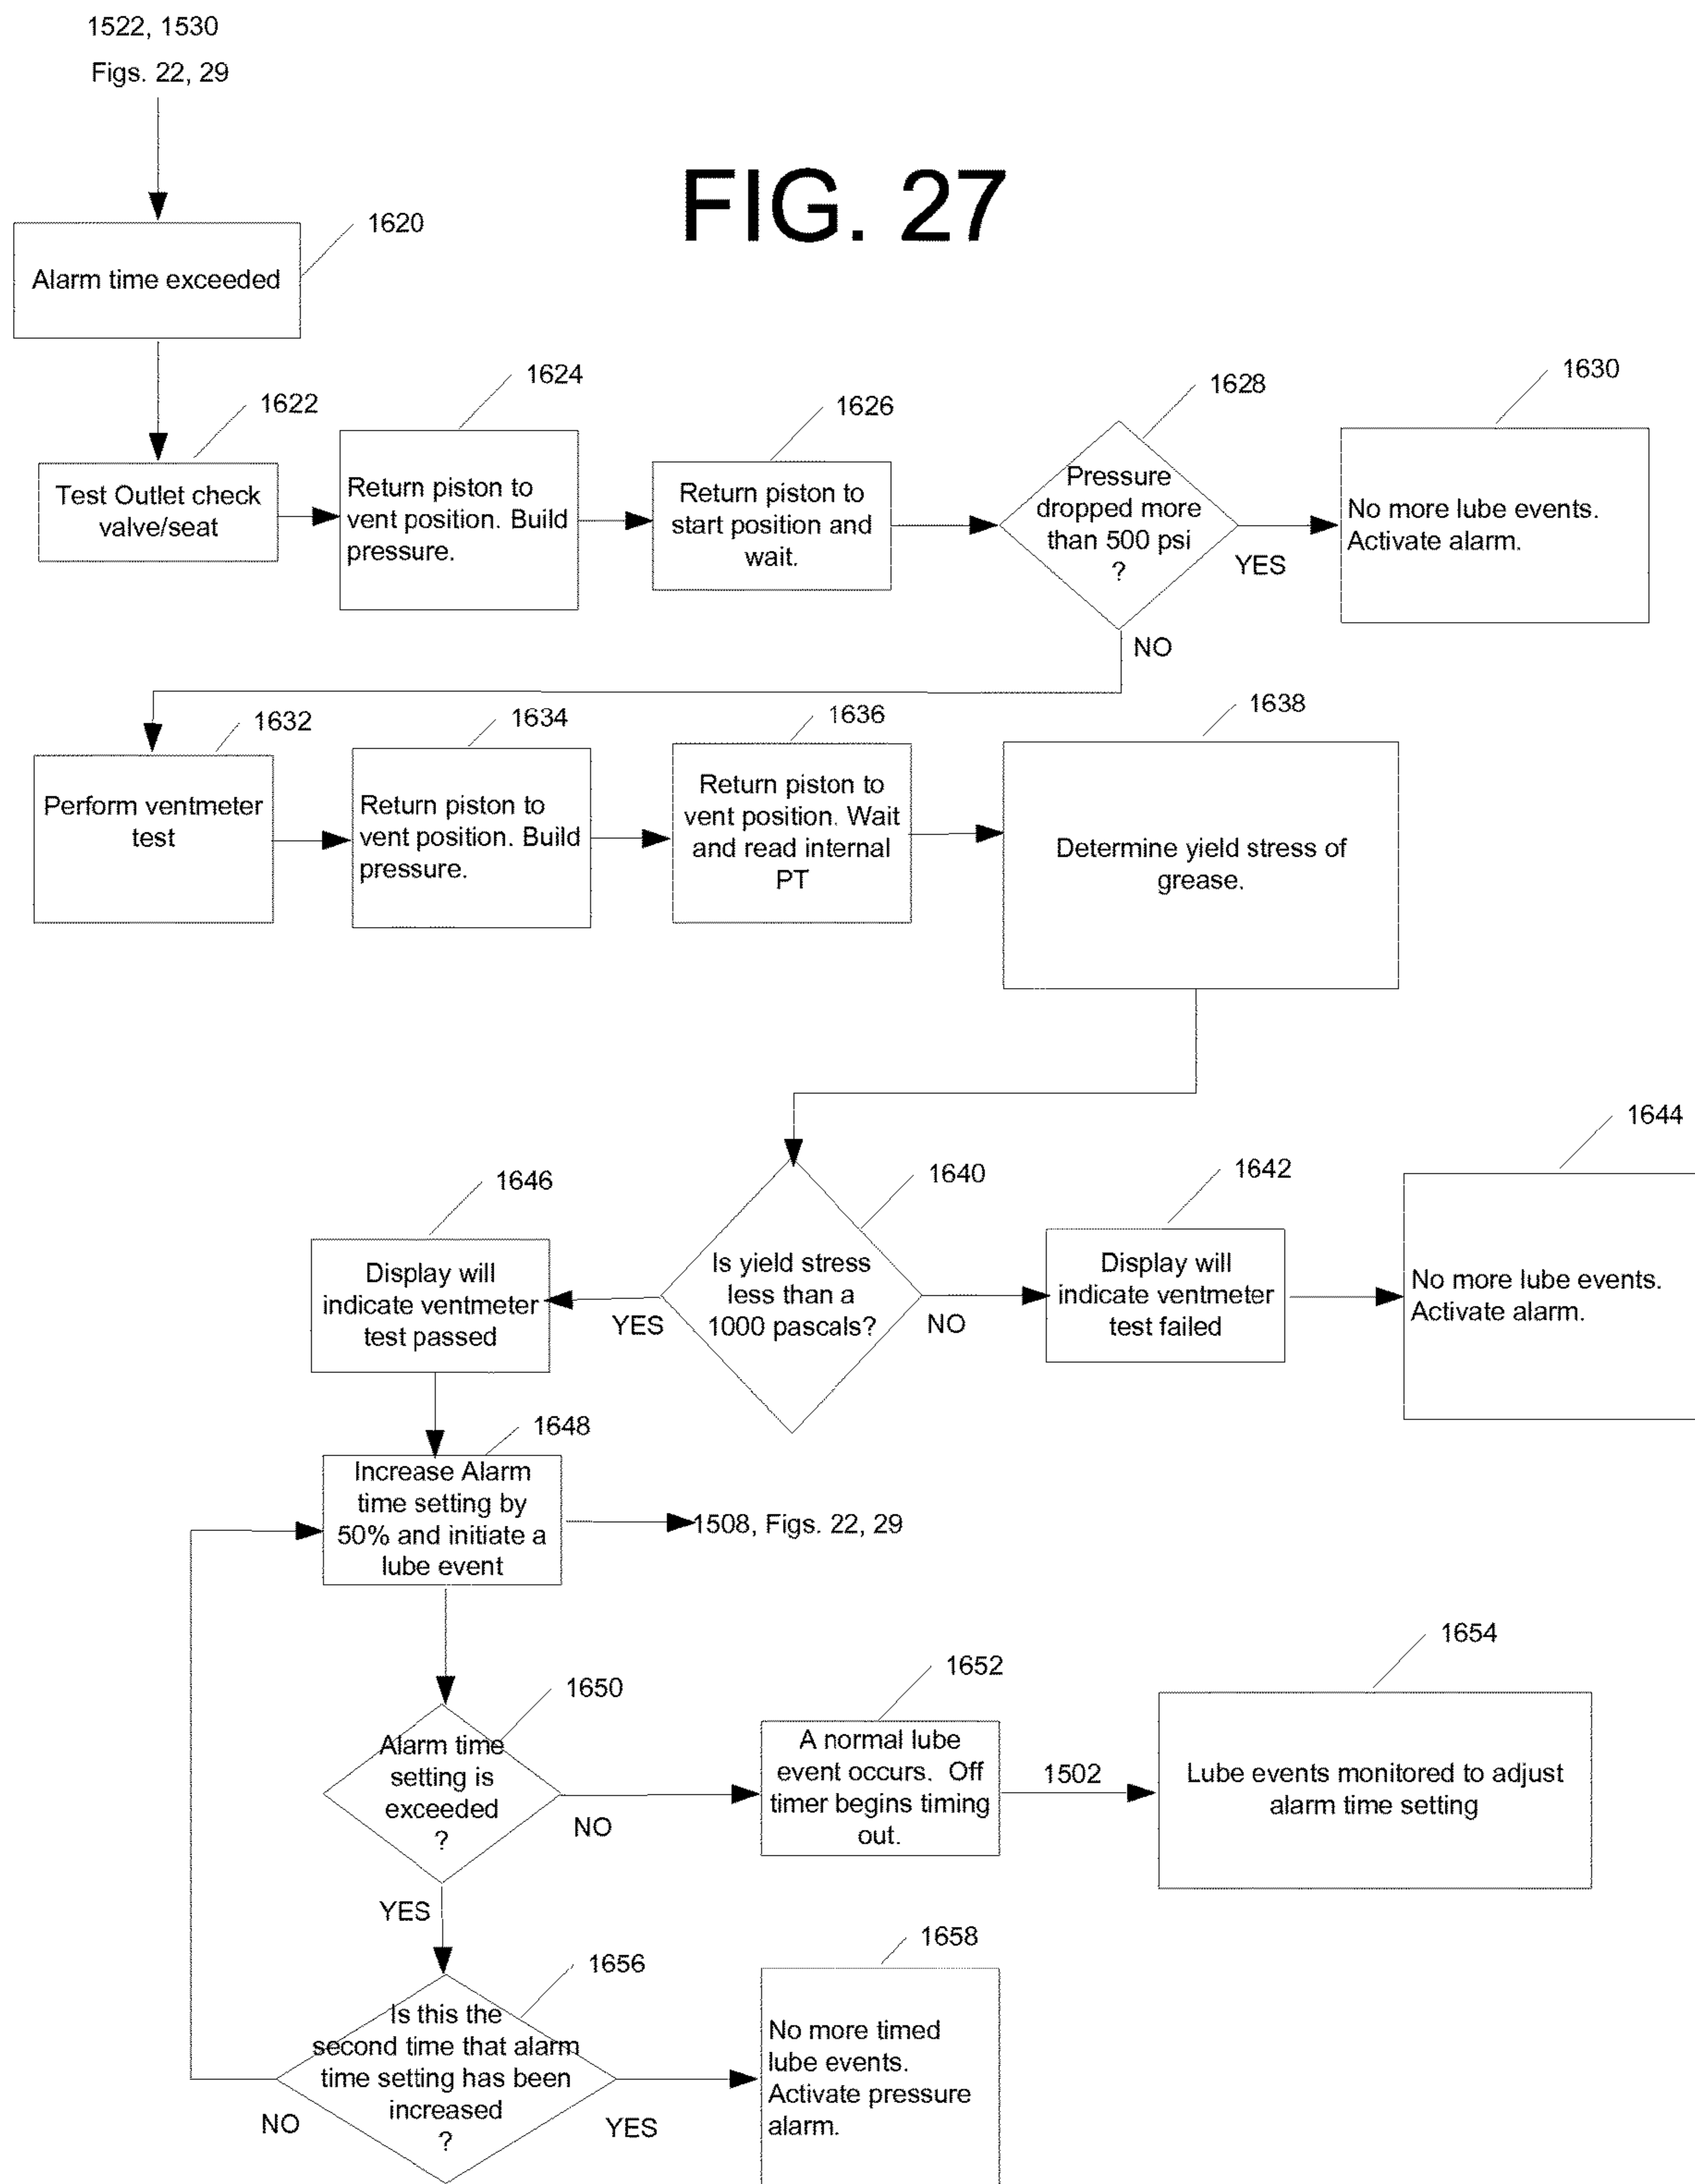 1522, 1530
Figs. 22, 29
FIG. 27
1620
Alarm time exceeded
1622
Test Outlet check
valve/seat
1624
Return piston to
vent position. Build
pressure.
1626
Return piston to
start position and
wait.
1628
Pressure
dropped more
than 500 psi
?
YES
NO
1630
No more lube events.
Activate alarm.
1632
Perform ventmeter
test
1634
Return piston to
vent position. Build
pressure.
1636
Return piston to
vent position. Wait
and read internal
PT
1638
Determine yield stress of
grease.
1640
Is yield stress
less than a
1000 pascals?
YES
NO
1642
Display will
indicate ventmeter
test failed
1644
No more lube events.
Activate alarm.
1646
Display will
indicate ventmeter
test passed
1648
Increase Alarm
time setting by
50% and initiate a
lube event
1508, Figs. 22, 29
1650
Alarm time
setting is
exceeded
?
NO
YES
1652
A normal lube
event occurs. Off
timer begins timing
out.
1502
1654
Lube events monitored to adjust
alarm time setting
1656
Is this the
second time that alarm
time setting has been
increased
?
NO
YES
1658
No more timed
lube events.
Activate pressure
alarm.